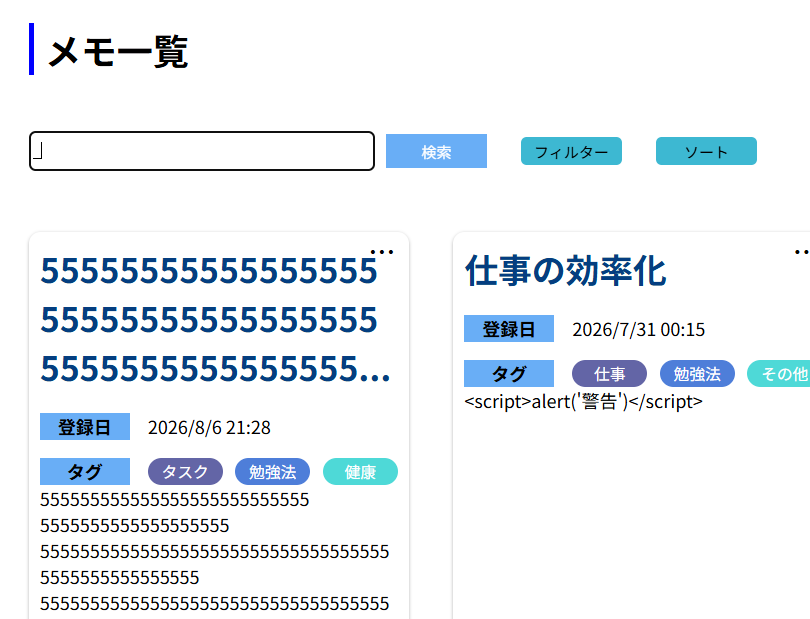 メモ一覧
検索 フィルター ソート
55555555555555555
55555555555555555
5555555555555555...
登録日 2026/8/6 21:28
タグ タスク 勉強法 健康
555555555555555555555555555
5555555555555555555
55555555555555555555555555555555555
5555555555555555
55555555555555555555555555555555555
仕事の効率化
登録日 2026/7/31 00:15
タグ 仕事 勉強法 その他
<script>alert('警告')</script>